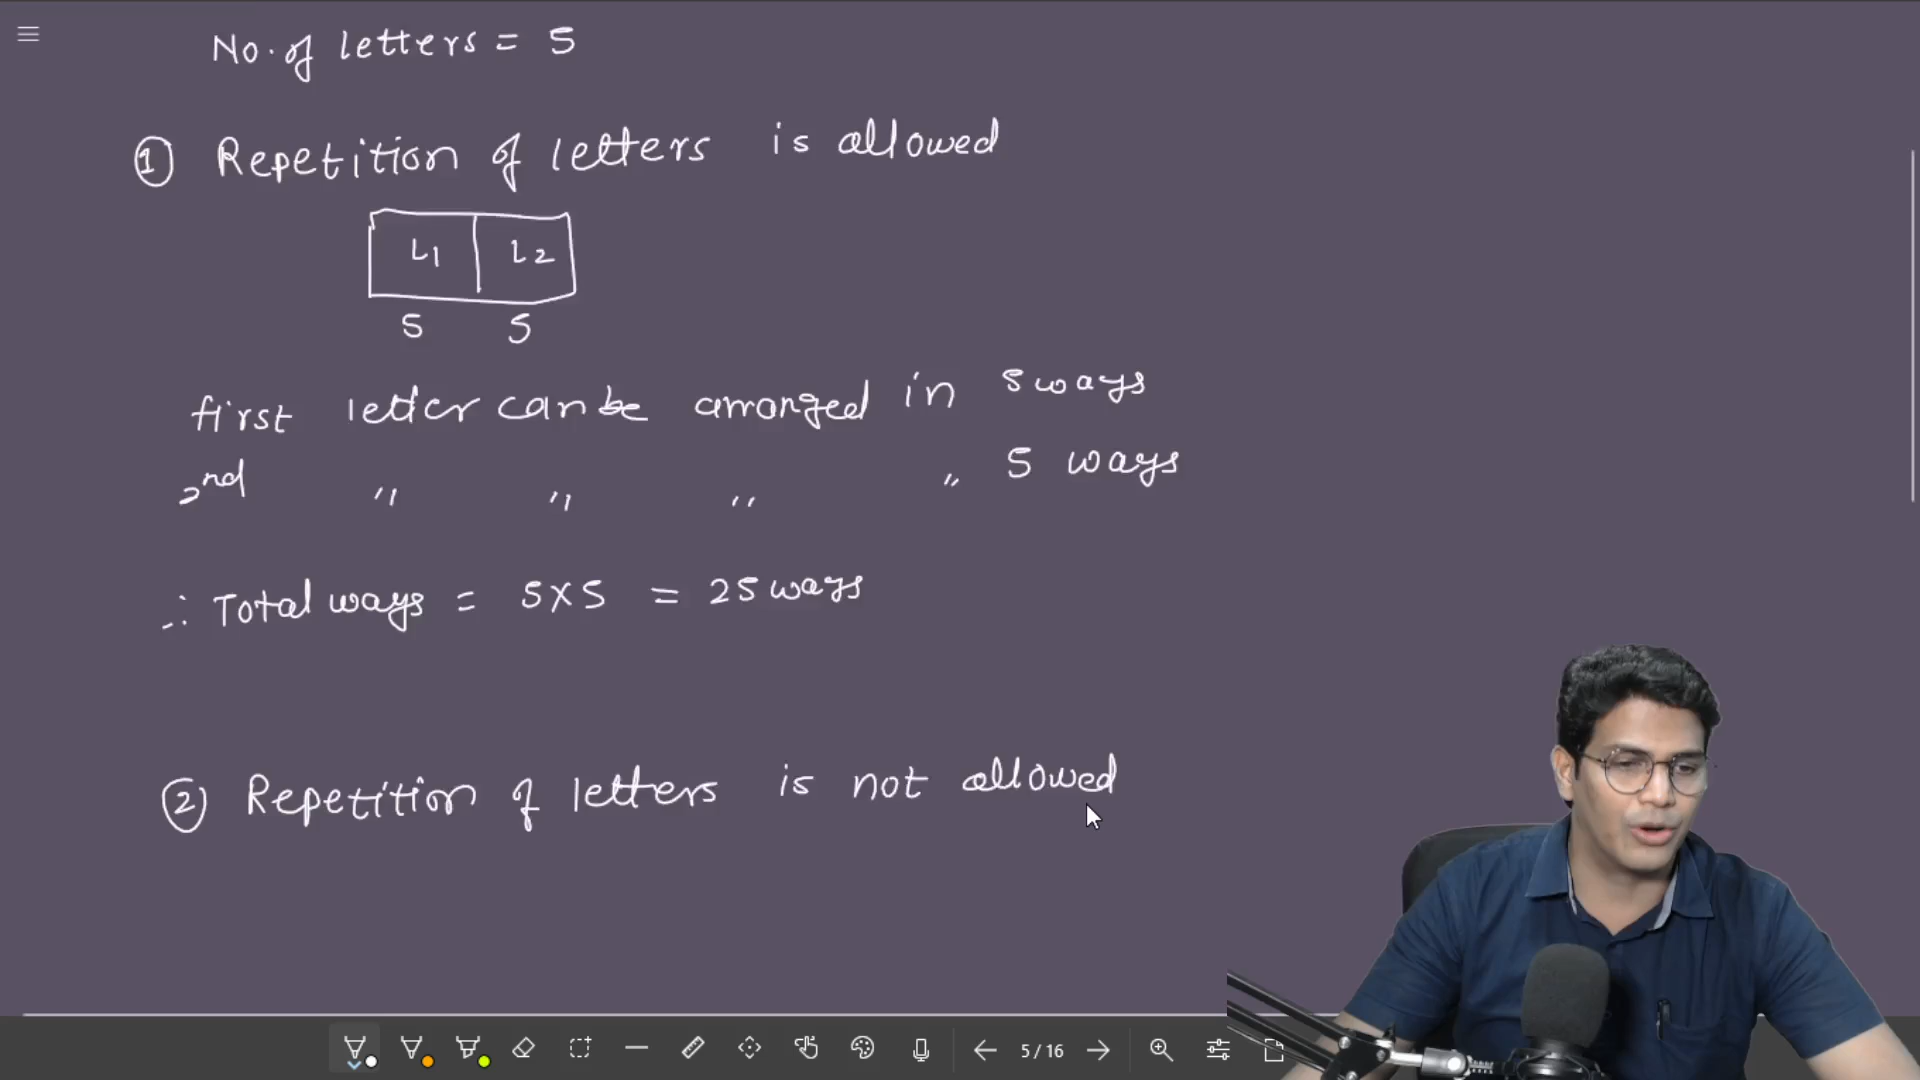 No. of letters = 5
① Repetition of letters is allowed
L1 L2
5 5
first letter can be arranged in 5 ways
2nd " " " " 5 ways
∴ Total ways = 5 X 5 = 25 ways
② Repetition of letters is not allowed
5 / 16